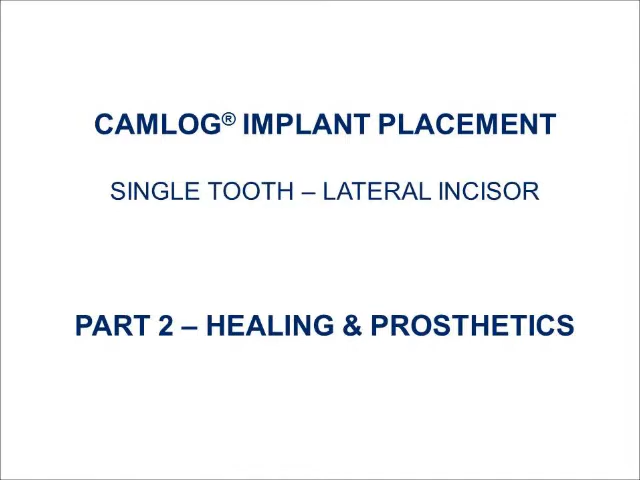 CAMLOG® IMPLANT PLACEMENT
SINGLE TOOTH – LATERAL INCISOR
PART 2 – HEALING & PROSTHETICS